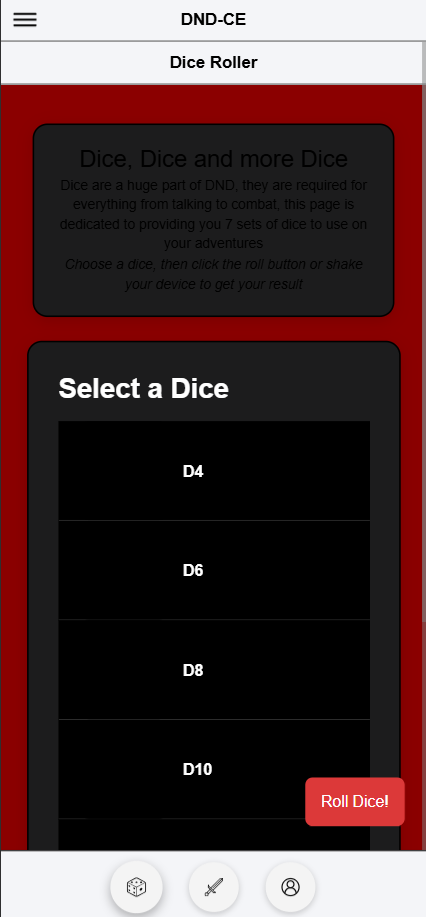 DND-CE
Dice Roller
Dice, Dice and more Dice
Dice are a huge part of DND, they are required for
everything from talking to combat, this page is
dedicated to providing you 7 sets of dice to use on
your adventures
Choose a dice, then click the roll button or shake
your device to get your result
Select a Dice
D4
D6
D8
D10
Roll Dice!